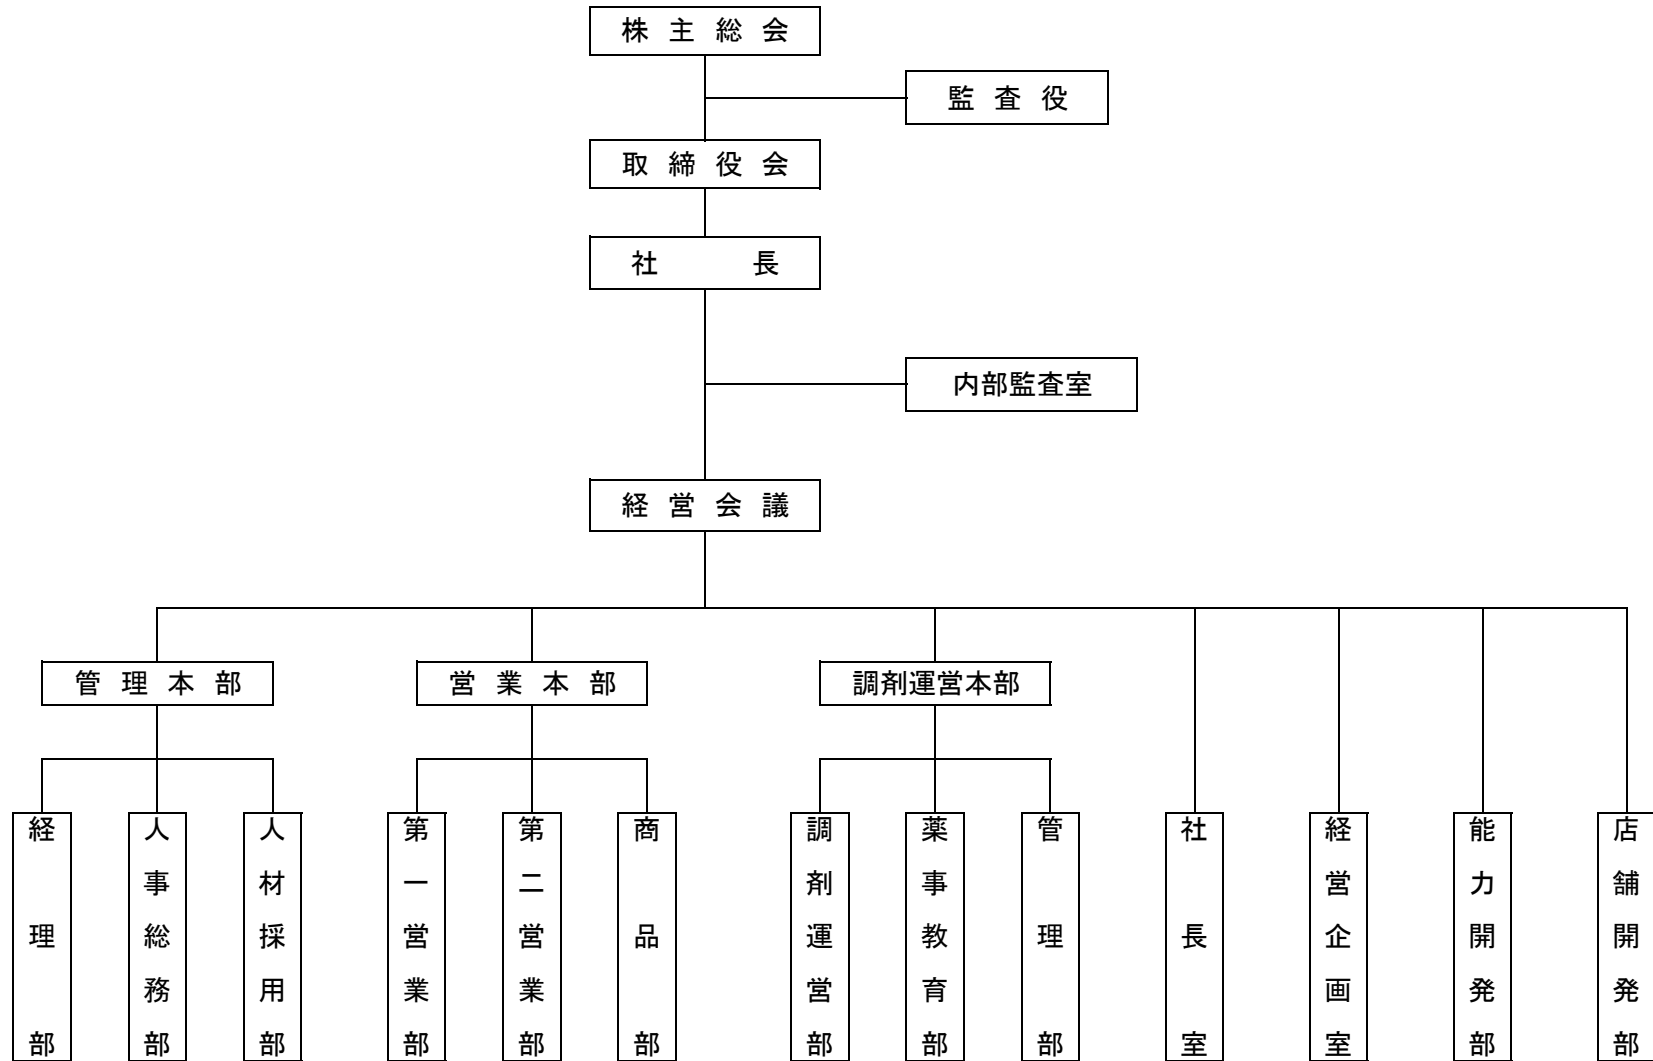 株主総会
監査役
取締役会
社長
内部監査室
経営会議
管理本部
営業本部
調剤運営本部
経理部
人事総務部
人材採用部
第一営業部
第二営業部
商品部
調剤運営部
薬事教育部
管理部
社長室
経営企画室
能力開発部
店舗開発部